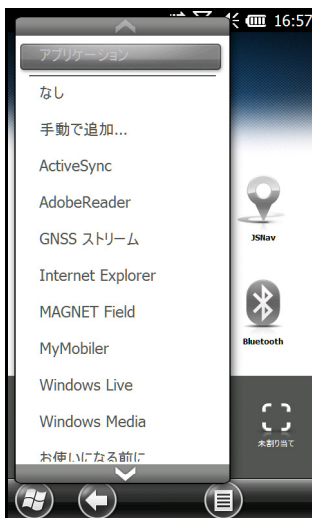 16:57
アプリケーション
なし
手動で追加...
ActiveSync
AdobeReader
GNSS ストリーム
Internet Explorer
MAGNET Field
MyMobiler
Windows Live
Windows Media
お使いになる前に
JSNav
Bluetooth
未割り当て